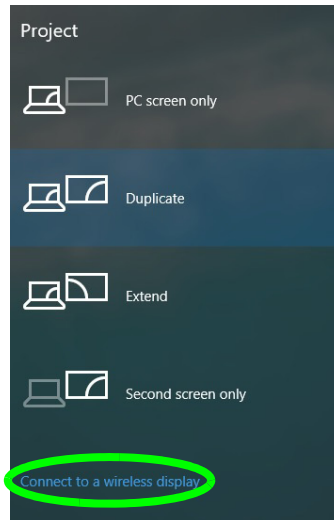 Project
PC screen only
Duplicate
Extend
Second screen only
Connect to a wireless display